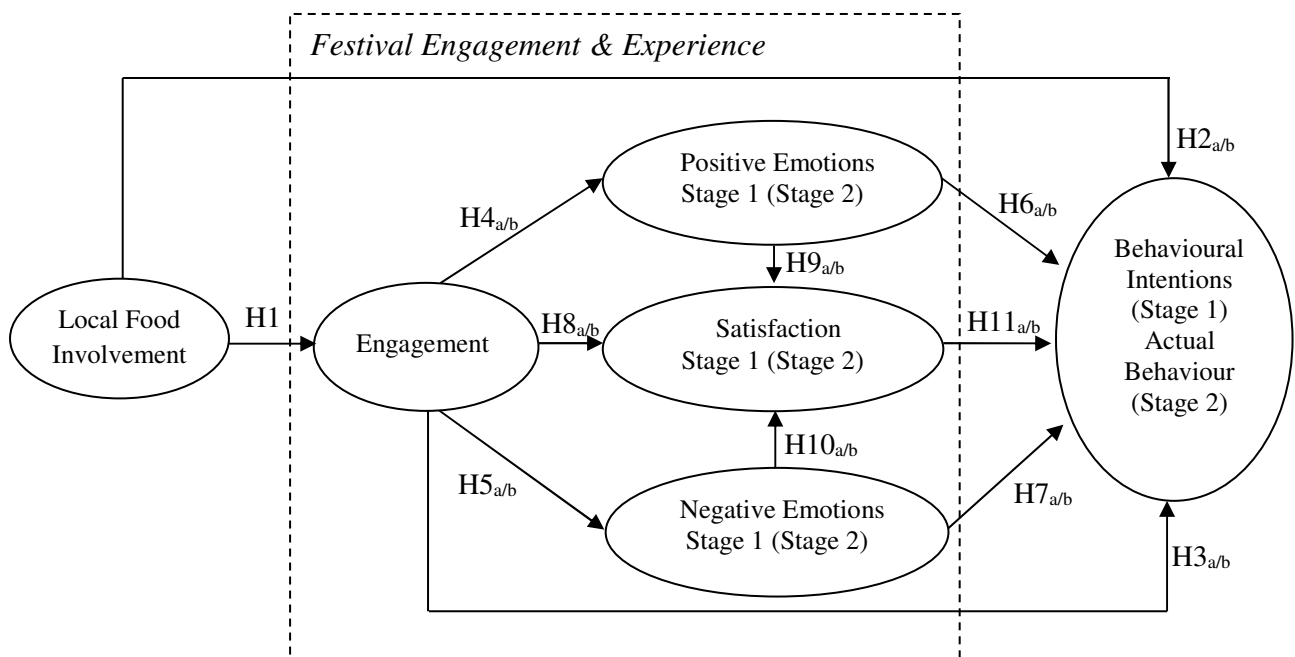 Festival Engagement & Experience
H2a/b
Positive Emotions
Stage 1 (Stage 2)
H4a/b
H6a/b
H9a/b
Behavioural
Intentions
(Stage 1)
Actual
Behaviour
(Stage 2)
Local Food
Involvement
H1
Engagement
H8a/b
Satisfaction
Stage 1 (Stage 2)
H11a/b
H10a/b
H5a/b
H7a/b
Negative Emotions
Stage 1 (Stage 2)
H3a/b